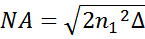 NA = √(2n₁²Δ)